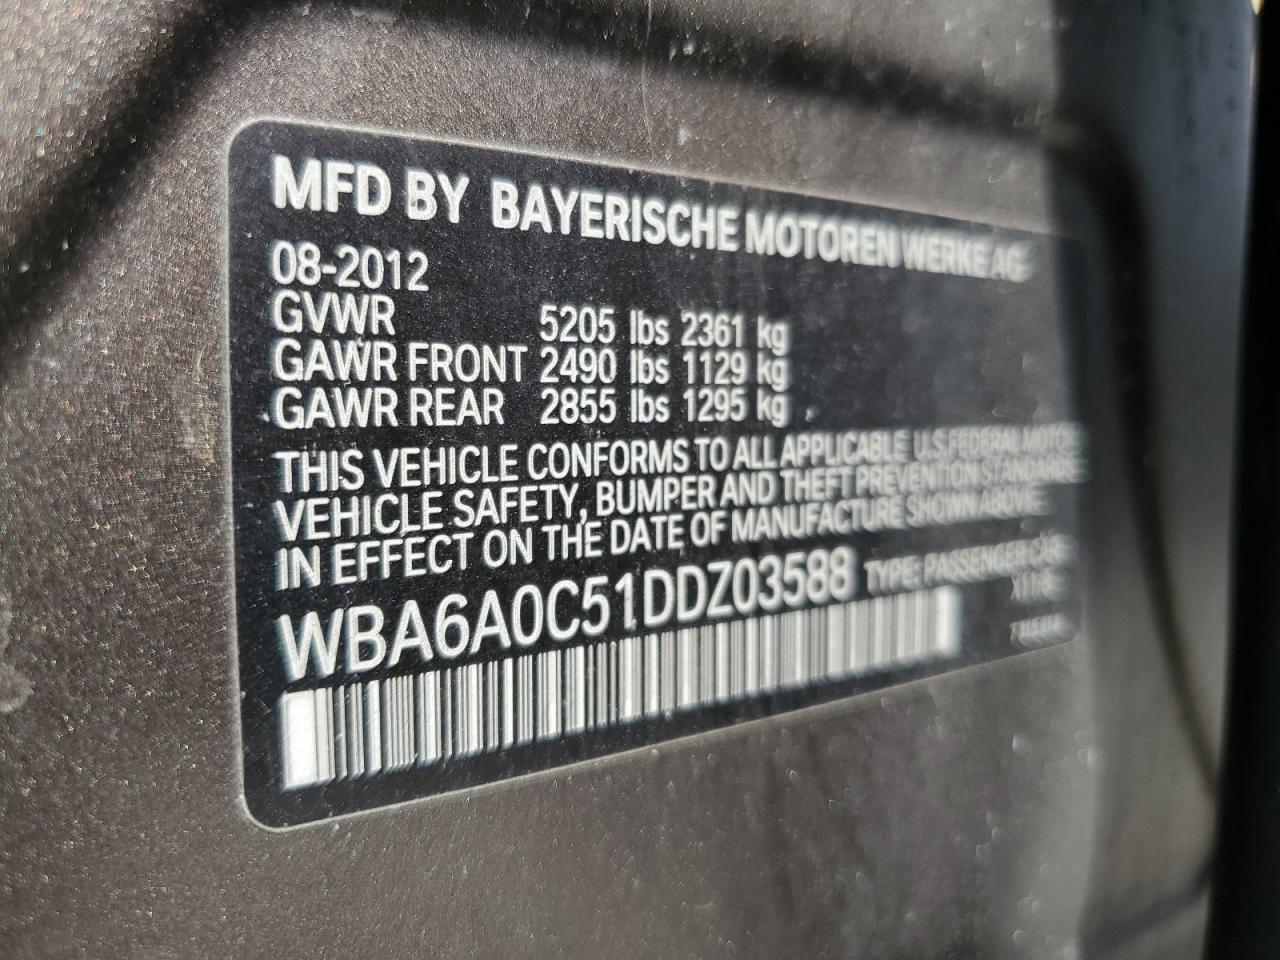 MFD BY BAYERISCHE MOTOREN WERKE AG
08-2012
GVWR 5205 lbs 2361 kg
GAWR FRONT 2490 lbs 1129 kg
GAWR REAR 2855 lbs 1295 kg
THIS VEHICLE CONFORMS TO ALL APPLICABLE U.S. FEDERAL MOTOR
VEHICLE SAFETY, BUMPER AND THEFT PREVENTION STANDARDS
IN EFFECT ON THE DATE OF MANUFACTURE SHOWN ABOVE
WBA6A0C51DDZ03588 TYPE: PASSENGER CAR